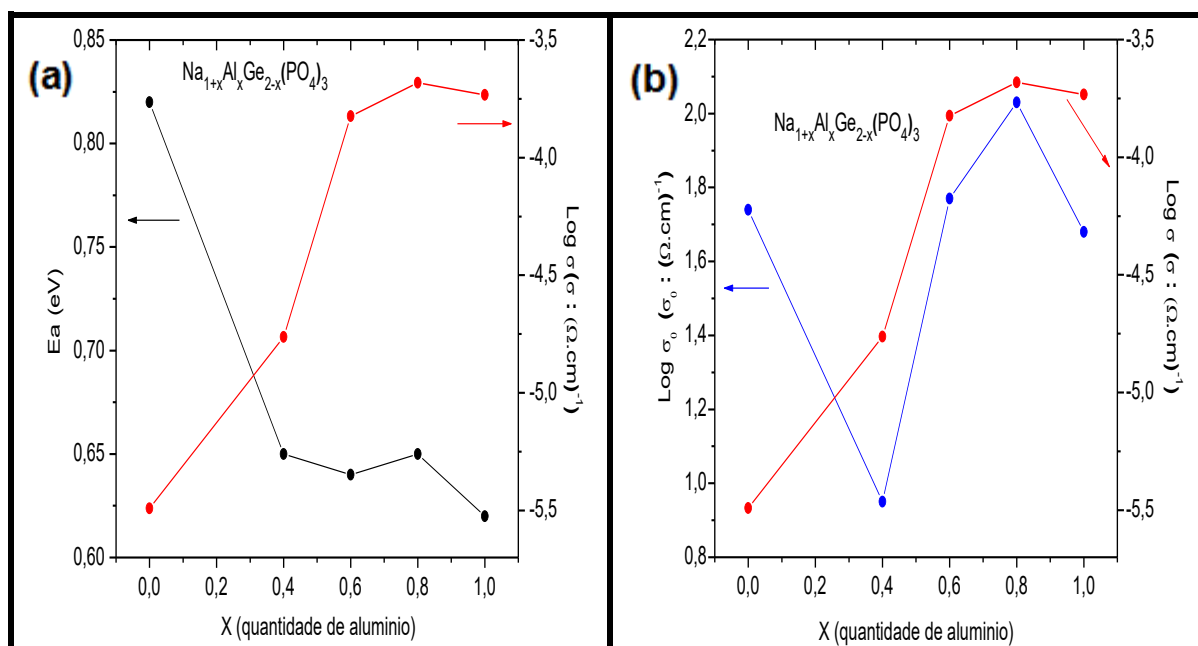 (a)
Na1+xAlxGe2-x(PO4)3
0,85
0,80
0,75
0,70
0,65
0,60
Ea (eV)
-3,5
-4,0
-4,5
-5,0
-5,5
Log σ (σ : (Ω.cm)-1)
0,0 0,2 0,4 0,6 0,8 1,0
X (quantidade de aluminio)
(b)
Na1+xAlxGe2-x(PO4)3
2,2
2,0
1,8
1,6
1,4
1,2
1,0
0,8
Log σ0 (σ0 : (Ω.cm)-1)
-3,5
-4,0
-4,5
-5,0
-5,5
Log σ (σ : (Ω.cm)-1)
0,0 0,2 0,4 0,6 0,8 1,0
X (quantidade de aluminio)